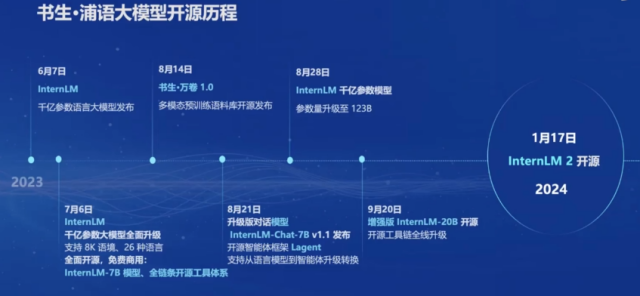 书生·浦语大模型开源历程
6月7日
InternLM
千亿参数语言大模型发布
8月14日
书生·万卷 1.0
多模态预训练语料库开源发布
8月28日
InternLM 千亿参数模型
参数量升级至 123B
1月17日
InternLM 2 开源
2024
2023
7月6日
InternLM
千亿参数大模型全面升级
支持 8K 语境、26 种语言
全面开源，免费商用：
InternLM-7B 模型、全链条开源工具体系
8月21日
升级版对话模型
InternLM-Chat-7B v1.1 发布
开源智能体框架 Lagent
支持从语言模型到智能体升级转换
9月20日
增强版 InternLM-20B 开源
开源工具链全线升级